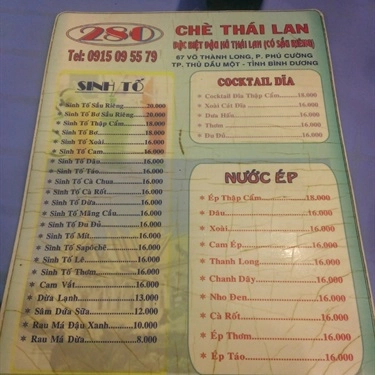 280
CHÈ THÁI LAN
ĐẶC BIỆT ĐẬU HÀ THÁI LAN (CÓ SẦU RIÊNG)
Tel: 0915 09 55 79
67 VÕ THÀNH LONG, P. PHÚ CƯỜNG
TP. THỦ DẦU MỘT - TỈNH BÌNH DƯƠNG
SINH TỐ
* Sinh Tố Sầu Riêng...20.000
* Sinh Tố Bơ Sầu Riêng...20.000
* Sinh Tố Thập Cẩm...18.000
* Sinh Tố Bơ...16.000
* Sinh Tố Xoài...16.000
* Sinh Tố Cam...16.000
* Sinh Tố Dâu...16.000
* Sinh Tố Táo...16.000
* Sinh Tố Cà Chua...16.000
* Sinh Tố Cà Rốt...16.000
* Sinh Tố Dừa...16.000
* Sinh Tố Mãng Cầu...16.000
* Sinh Tố Đu Đủ...16.000
* Sinh Tố Mít...16.000
* Sinh Tố Sapôchê...16.000
* Sinh Tố Lê...16.000
* Sinh Tố Thơm...16.000
* Cam Vắt...16.000
* Dừa Lạnh...13.000
* Sâm Dứa Sữa...12.000
* Rau Má Đậu Xanh...10.000
* Rau Má Dừa...8.000
COCKTAIL DĨA
* Cocktail Dĩa Thập Cẩm...18.000
* Xoài Cát Dĩa...16.000
* Dưa Hấu...16.000
* Thơm...16.000
* Đu Đủ...16.000
NƯỚC ÉP
* Ép Thập Cẩm...18.000
* Dâu...16.000
* Xoài...16.000
* Cam Ép...16.000
* Thanh Long...16.000
* Chanh Dây...16.000
* Nho Đen...16.000
* Cà Rốt...16.000
* Ép Thơm...16.000
* Ép Táo...16.000